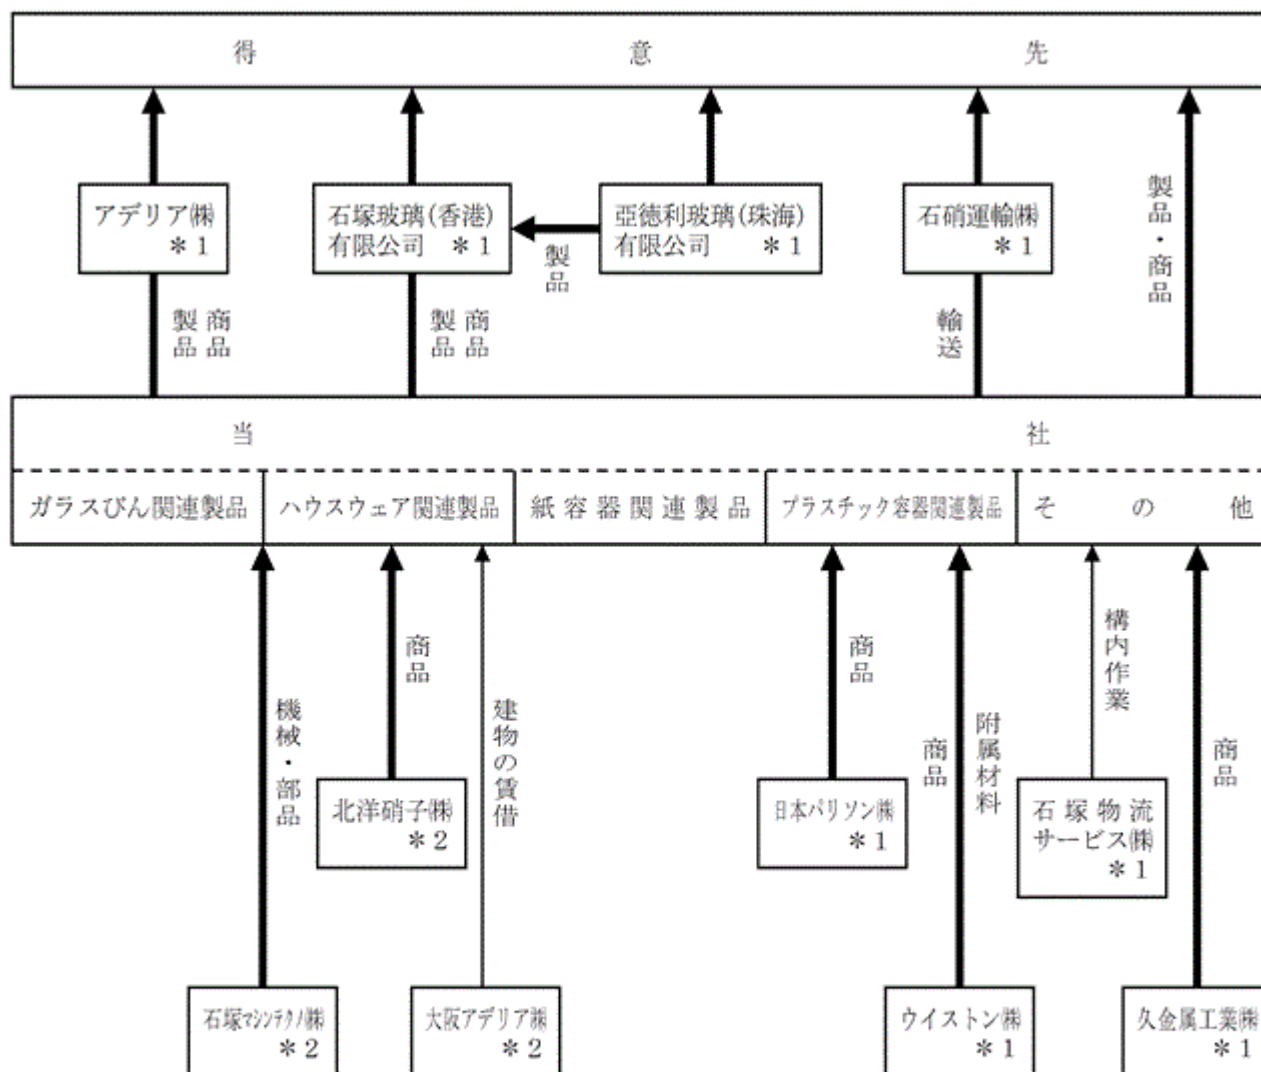 得意先
アデリア㈱
＊1
石塚玻璃(香港)
有限公司 ＊1
亞徳利玻璃(珠海)
有限公司 ＊1
石硝運輸㈱
＊1
製品
製品・商品
商品
製品
商品
製品
輸送
当社
ガラスびん関連製品
ハウスウェア関連製品
紙容器関連製品
プラスチック容器関連製品
その他
機械・部品
商品
建物の賃借
商品
商品
附属材料
構内作業
商品
北洋硝子㈱
＊2
日本パリソン㈱
＊1
石塚物流
サービス㈱
＊1
石塚マシンテクノ㈱
＊2
大阪アデリア㈱
＊2
ウイストン㈱
＊1
久金属工業㈱
＊1